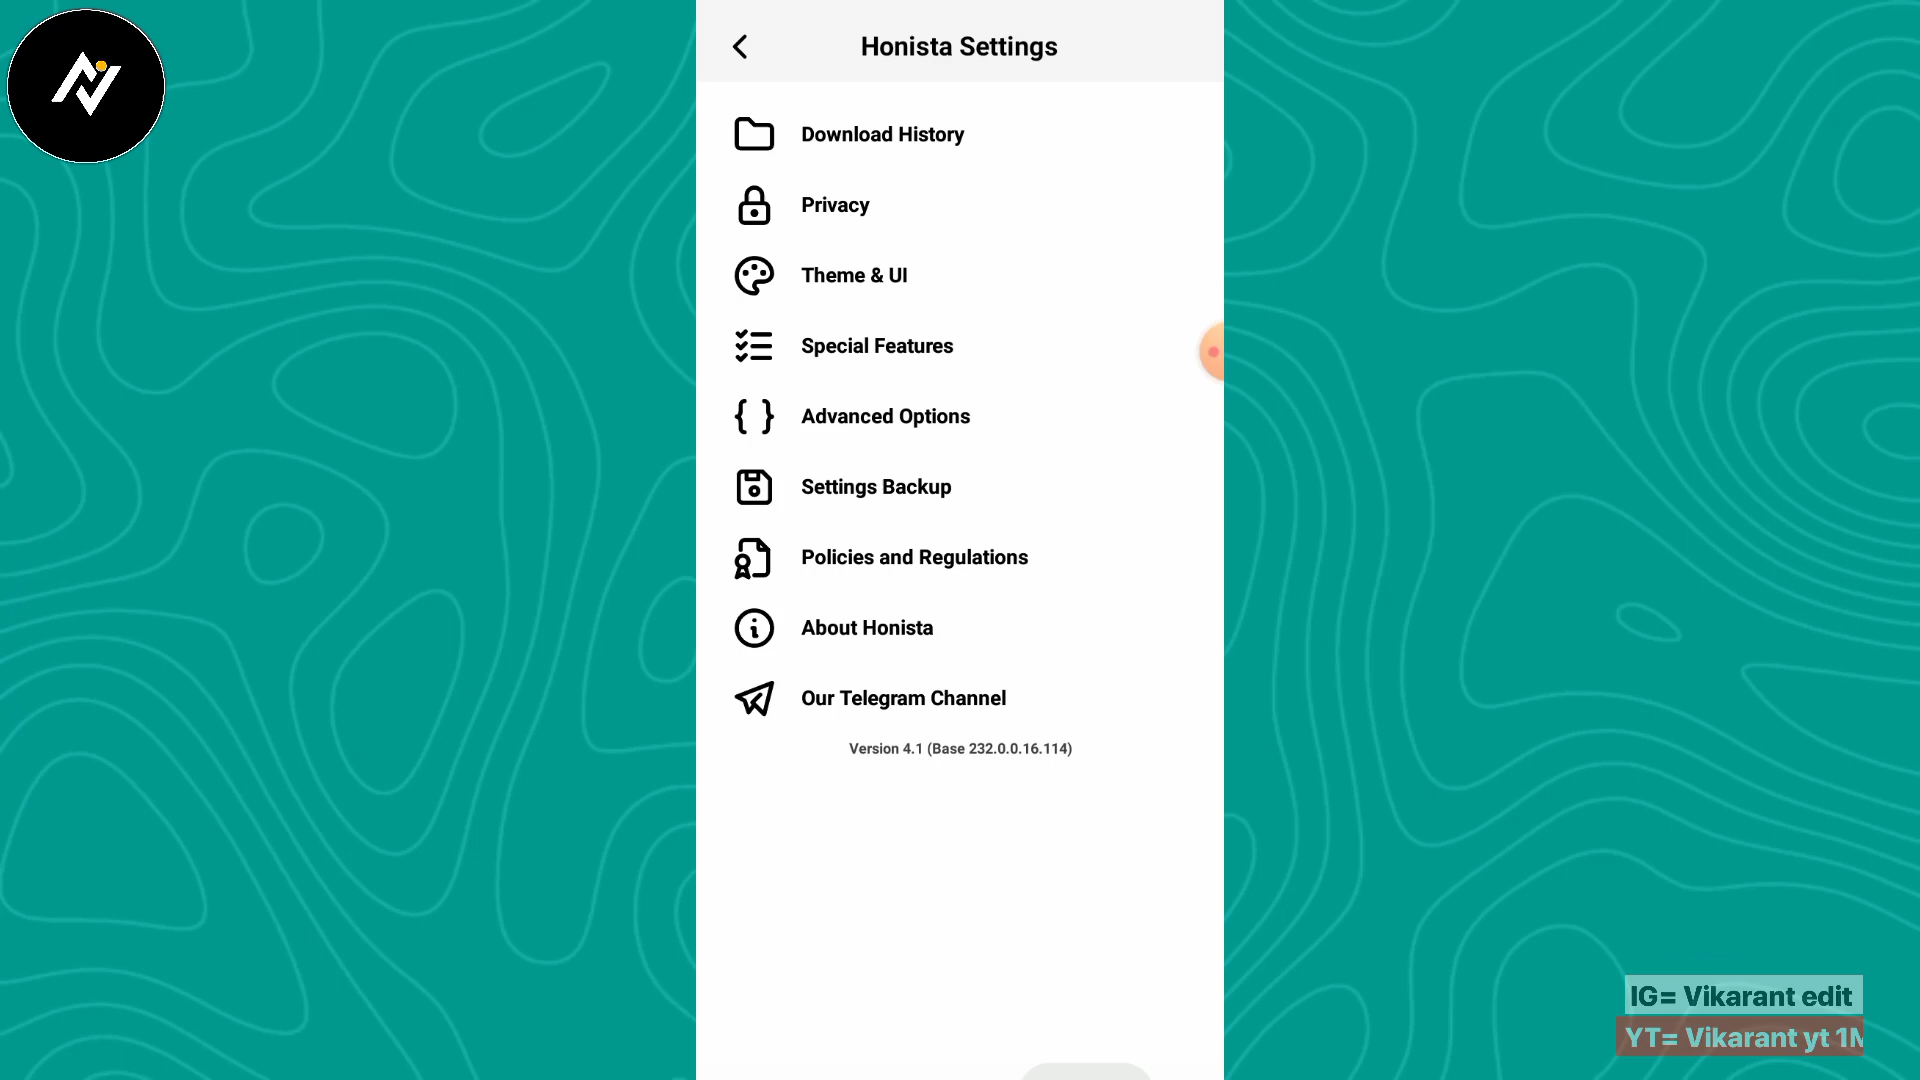 Honista Settings
Download History
Privacy
Theme & UI
Special Features
Advanced Options
Settings Backup
Policies and Regulations
About Honista
Our Telegram Channel
Version 4.1 (Base 232.0.0.16.114)
IG= Vikarant edit
YT= Vikarant yt 1M